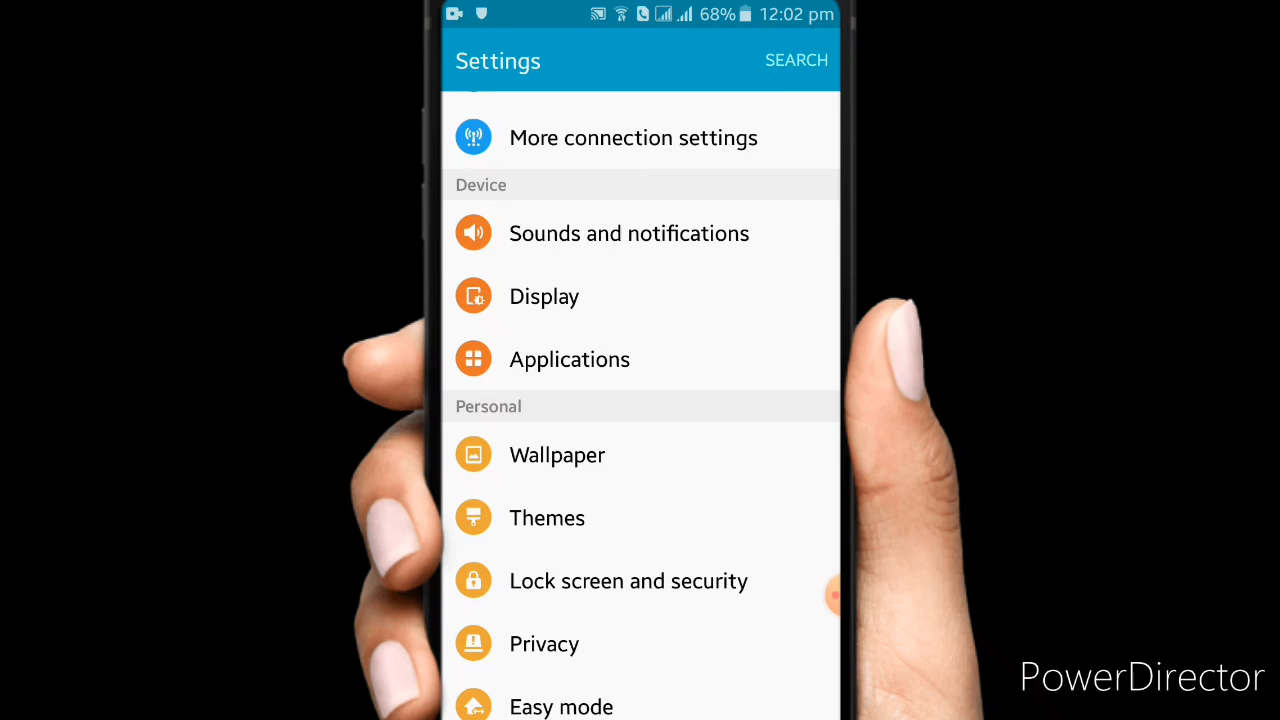 68% 12:02 pm
Settings SEARCH
More connection settings
Device
Sounds and notifications
Display
Applications
Personal
Wallpaper
Themes
Lock screen and security
Privacy
Easy mode
PowerDirector